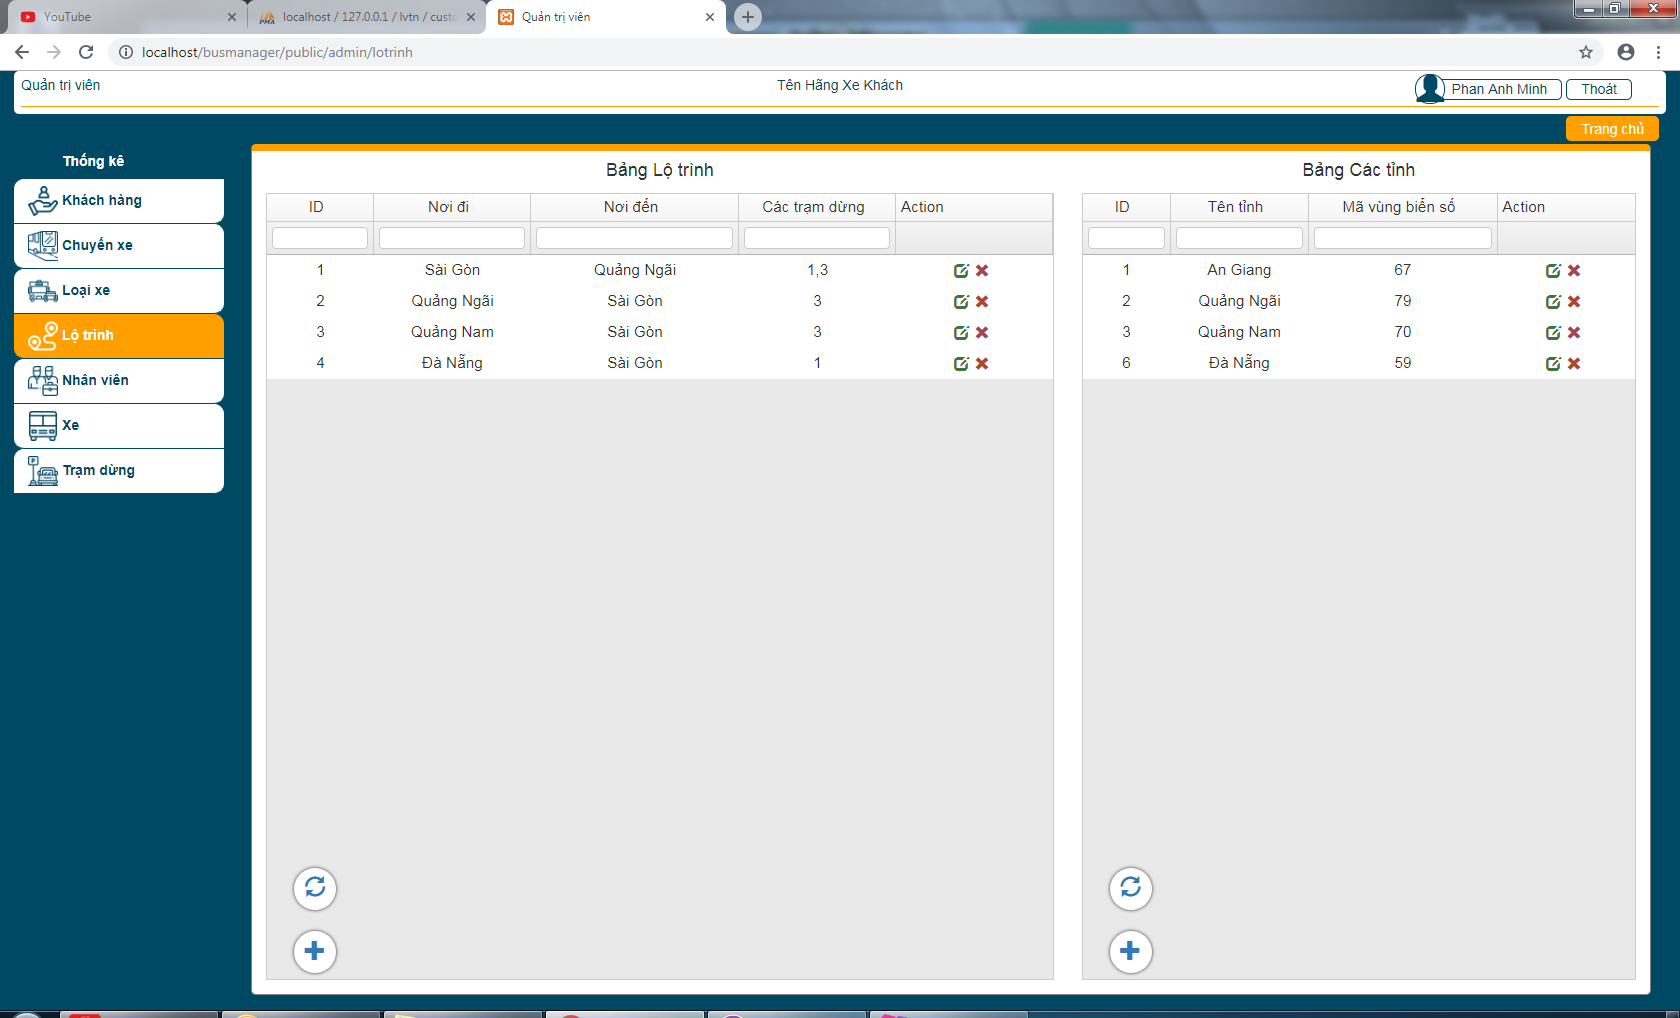 YouTube
localhost / 127.0.0.1 / lvtn / custo
Quản trị viên
localhost/busmanager/public/admin/lotrinh
Quản trị viên
Tên Hãng Xe Khách
Phan Anh Minh
Thoát
Trang chủ
Thống kê
Khách hàng
Chuyến xe
Loại xe
Lộ trình
Nhân viên
Xe
Trạm dừng
Bảng Lộ trình
ID Nơi đi Nơi đến Các trạm dừng Action
1 Sài Gòn Quảng Ngãi 1,3
2 Quảng Ngãi Sài Gòn 3
3 Quảng Nam Sài Gòn 3
4 Đà Nẵng Sài Gòn 1
Bảng Các tỉnh
ID Tên tỉnh Mã vùng biển số Action
1 An Giang 67
2 Quảng Ngãi 79
3 Quảng Nam 70
6 Đà Nẵng 59